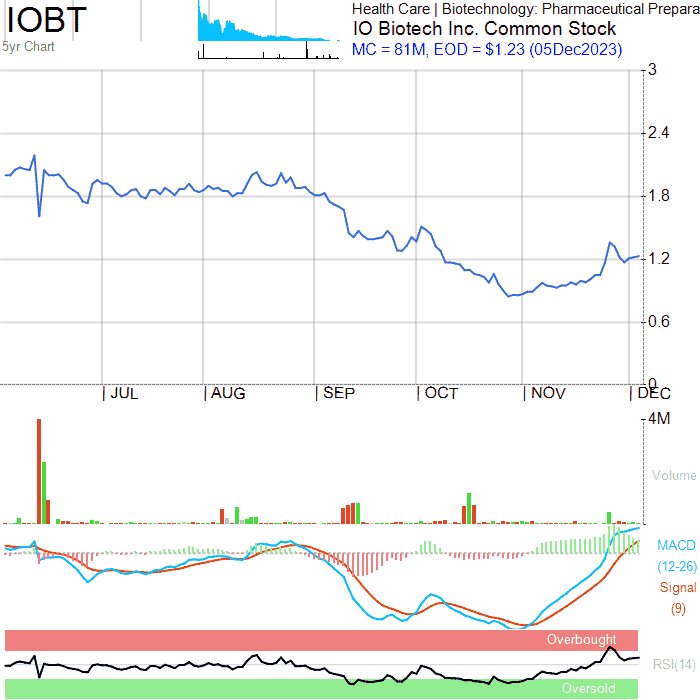 IOBT
5yr Chart
Health Care | Biotechnology: Pharmaceutical Prepara
IO Biotech Inc. Common Stock
MC = 81M, EOD = $1.23 (05Dec2023)
3
2.4
1.8
1.2
0.6
0
| JUL | AUG | SEP | OCT | NOV | DEC
4M
Volume
MACD
(12-26)
Signal
(9)
Overbought
RSI(14)
Oversold